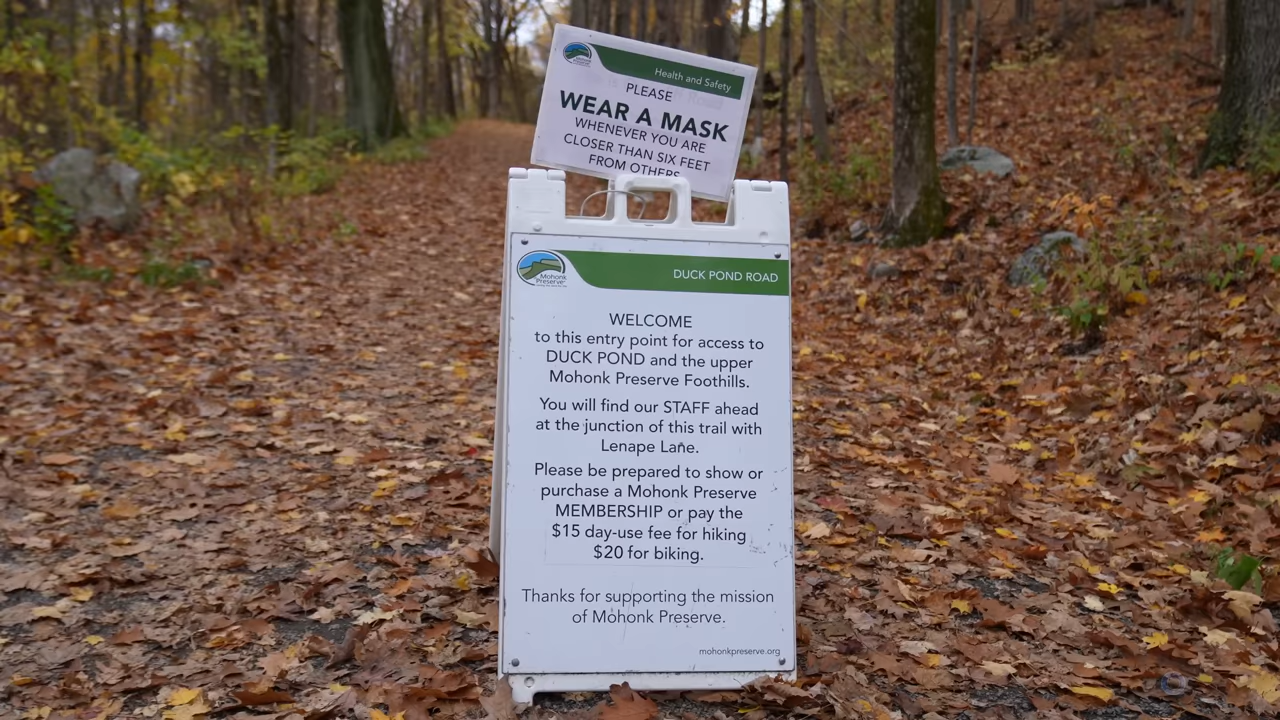 Health and Safety
PLEASE
WEAR A MASK
WHENEVER YOU ARE
CLOSER THAN SIX FEET
FROM OTHERS
Mohonk
Preserve
DUCK POND ROAD
WELCOME
to this entry point for access to
DUCK POND and the upper
Mohonk Preserve Foothills.
You will find our STAFF ahead
at the junction of this trail with
Lenape Lane.
Please be prepared to show or
purchase a Mohonk Preserve
MEMBERSHIP or pay the
$15 day-use fee for hiking
$20 for biking.
Thanks for supporting the mission
of Mohonk Preserve.
mohonkpreserve.org